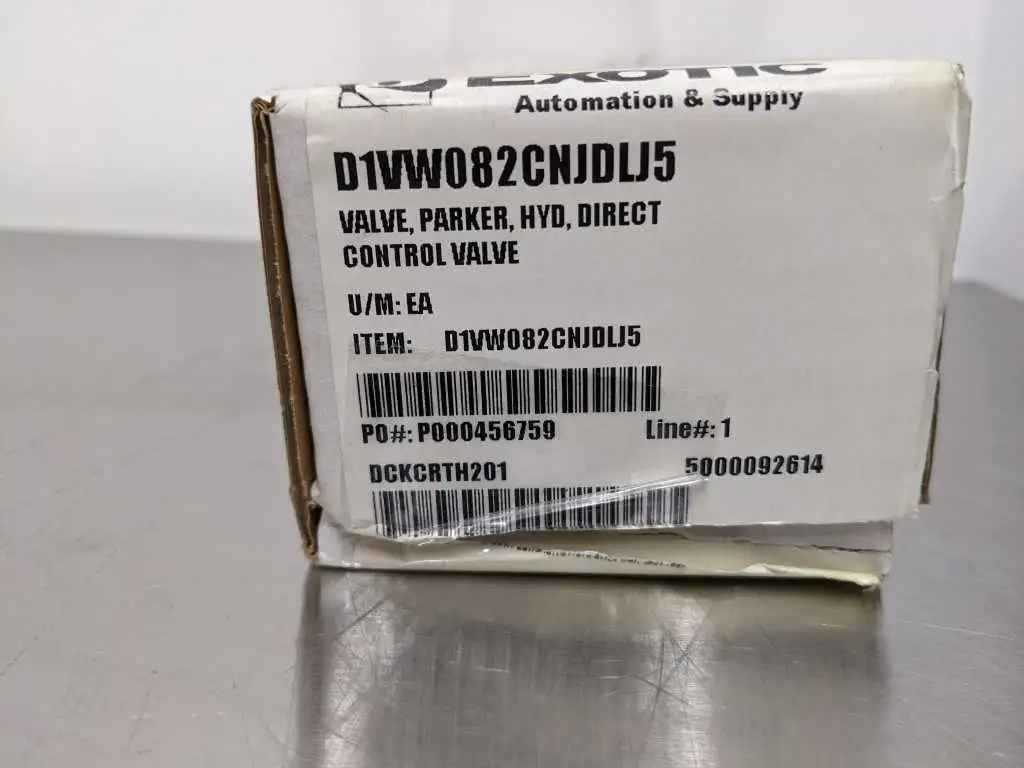 EXOTIC
Automation & Supply
D1VW082CNJDLJ5
VALVE, PARKER, HYD, DIRECT
CONTROL VALVE
U/M: EA
ITEM: D1VW082CNJDLJ5
PO#: P000456759 Line#: 1
DCKCRTH201 5000092614